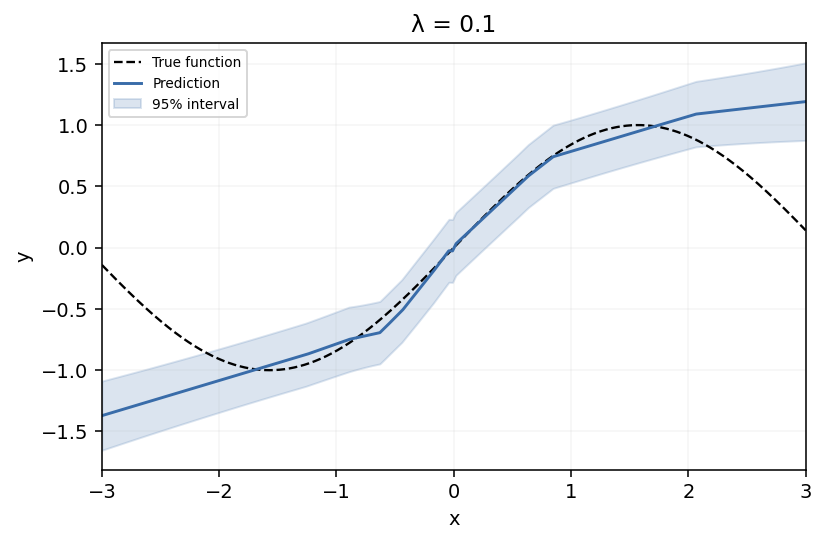 λ = 0.1
True function
Prediction
95% interval
y
1.5
1.0
0.5
0.0
−0.5
−1.0
−1.5
−3
−2
−1
0
1
2
3
x